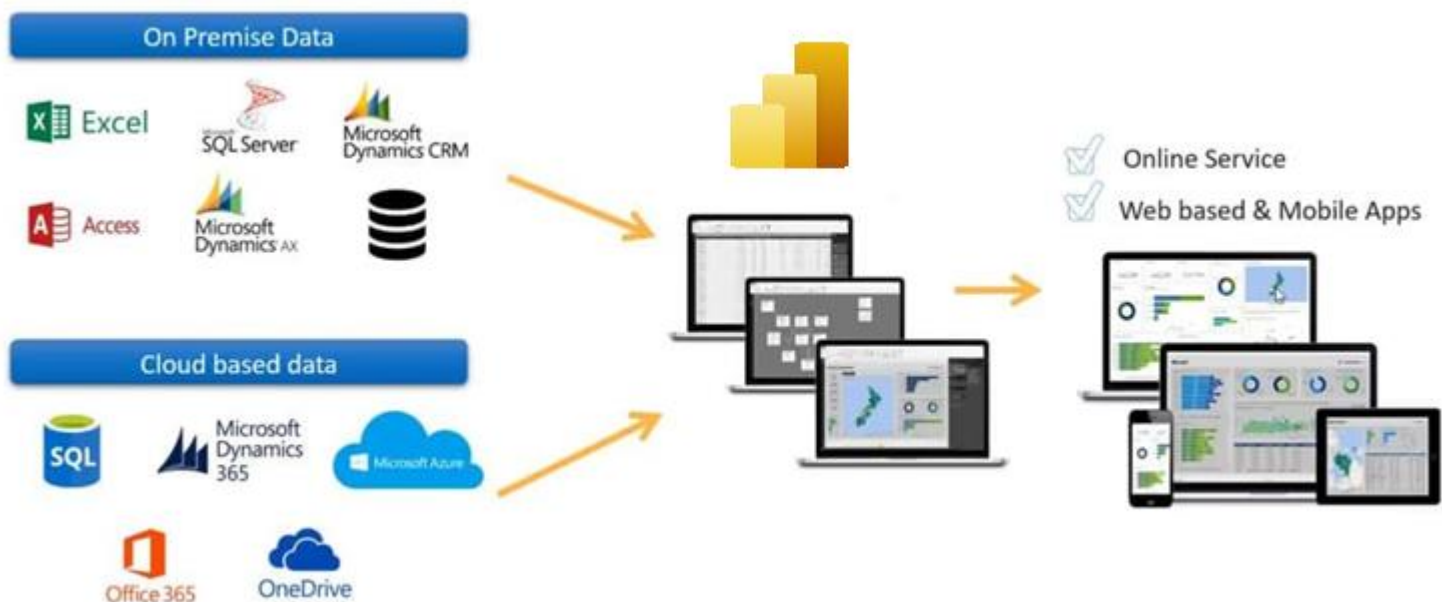 On Premise Data
Excel
SQL Server
Microsoft
Dynamics CRM
Access
Microsoft
Dynamics AX
Online Service
Web based & Mobile Apps
Cloud based data
SQL
Microsoft
Dynamics
365
Microsoft Azure
Office 365
OneDrive